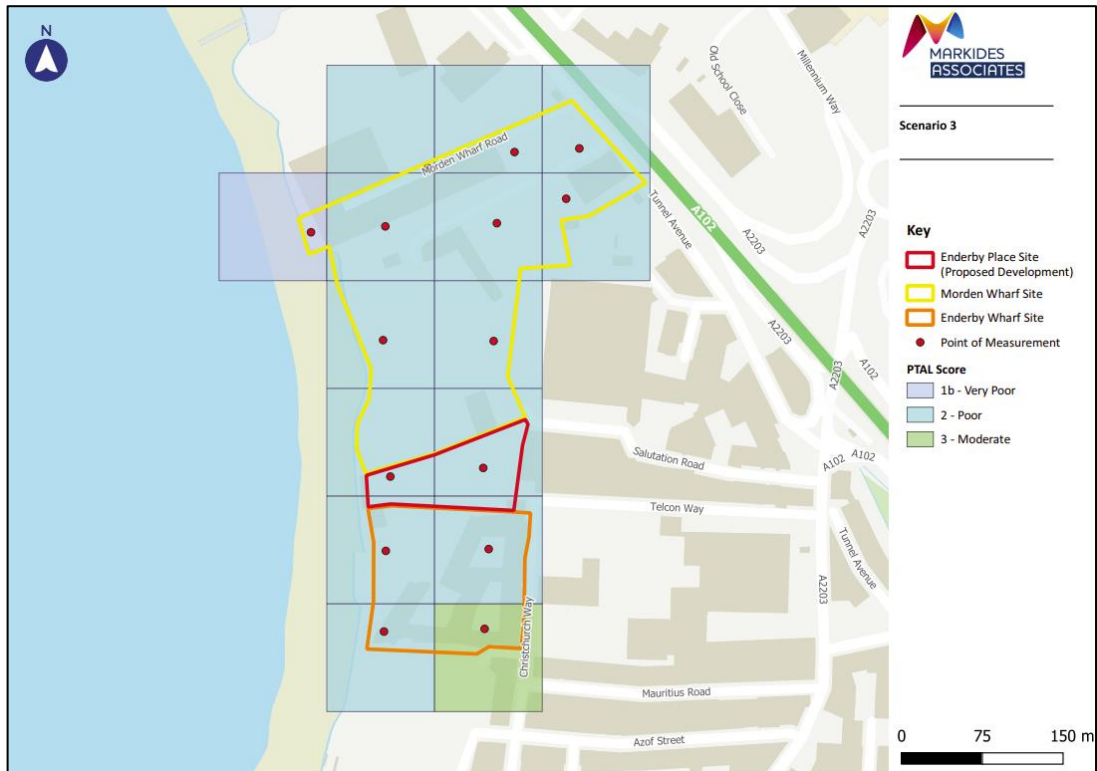 N
MARKIDES
ASSOCIATES
Scenario 3
Key
Enderby Place Site
(Proposed Development)
Morden Wharf Site
Enderby Wharf Site
Point of Measurement
PTAL Score
1b - Very Poor
2 - Poor
3 - Moderate
0 75 150 m
Old School Close
Millennium Way
Morden Wharf Road
Tunnel Avenue
A102
A2203
A2203
A2203
A2203
A102
Salutation Road
A102
A102
Telcon Way
Tunnel Avenue
A2203
Christchurch Way
Mauritius Road
Azof Street